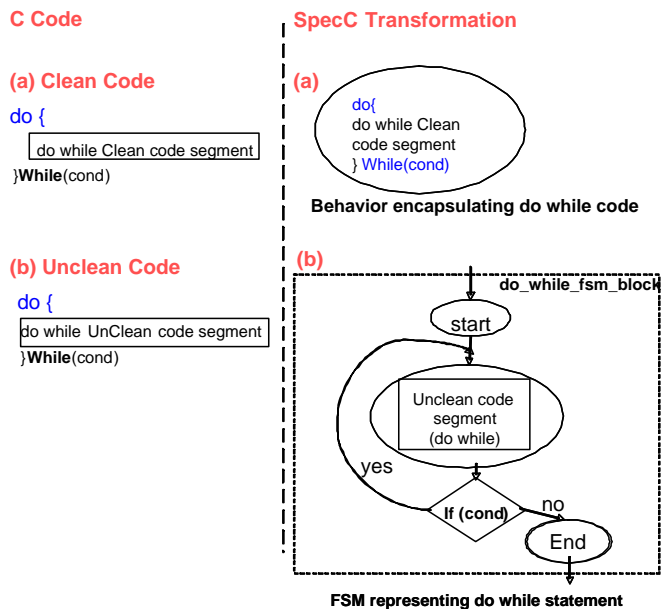 C Code
SpecC Transformation
(a) Clean Code
do {
do while Clean code segment
}While(cond)
(a)
do{
do while Clean
code segment
} While(cond)
Behavior encapsulating do while code
(b) Unclean Code
do {
do while UnClean code segment
}While(cond)
(b)
do_while_fsm_block
start
Unclean code
segment
(do while)
yes
If (cond)
no
End
FSM representing do while statement